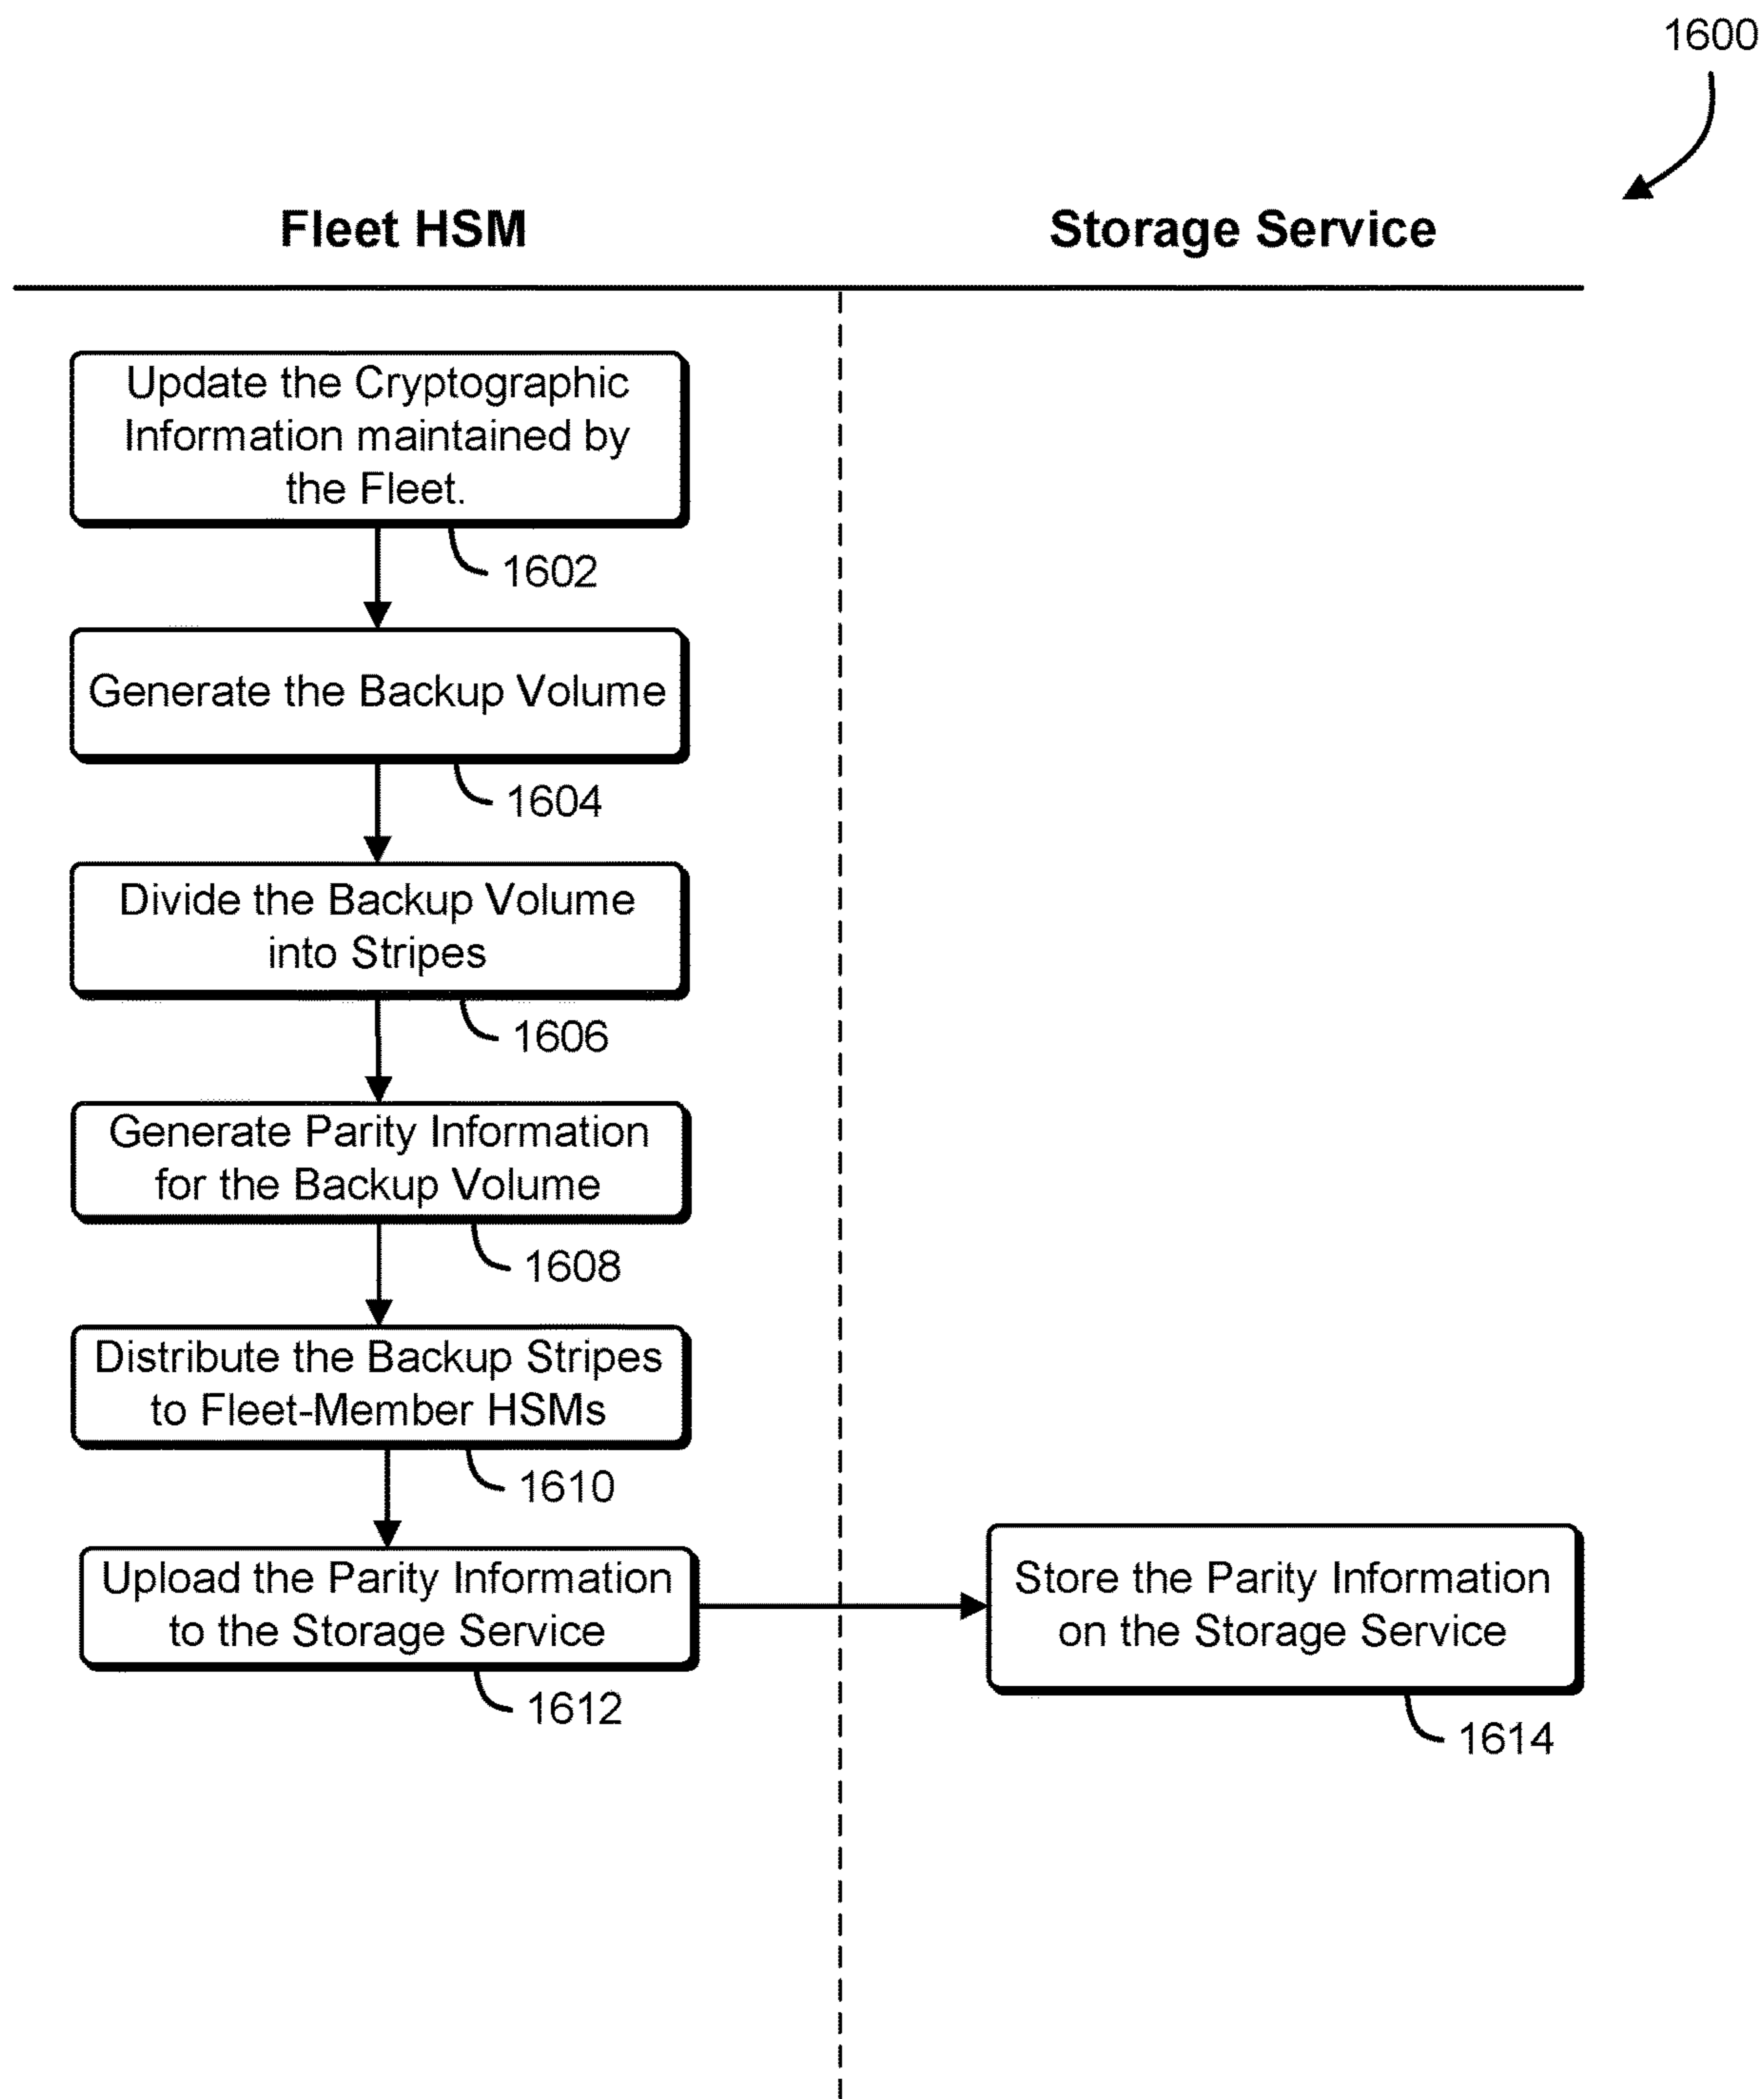 1600
Fleet HSM
Storage Service
Update the Cryptographic
Information maintained by
the Fleet.
1602
Generate the Backup Volume
1604
Divide the Backup Volume
into Stripes
1606
Generate Parity Information
for the Backup Volume
1608
Distribute the Backup Stripes
to Fleet-Member HSMs
1610
Upload the Parity Information
to the Storage Service
1612
Store the Parity Information
on the Storage Service
1614